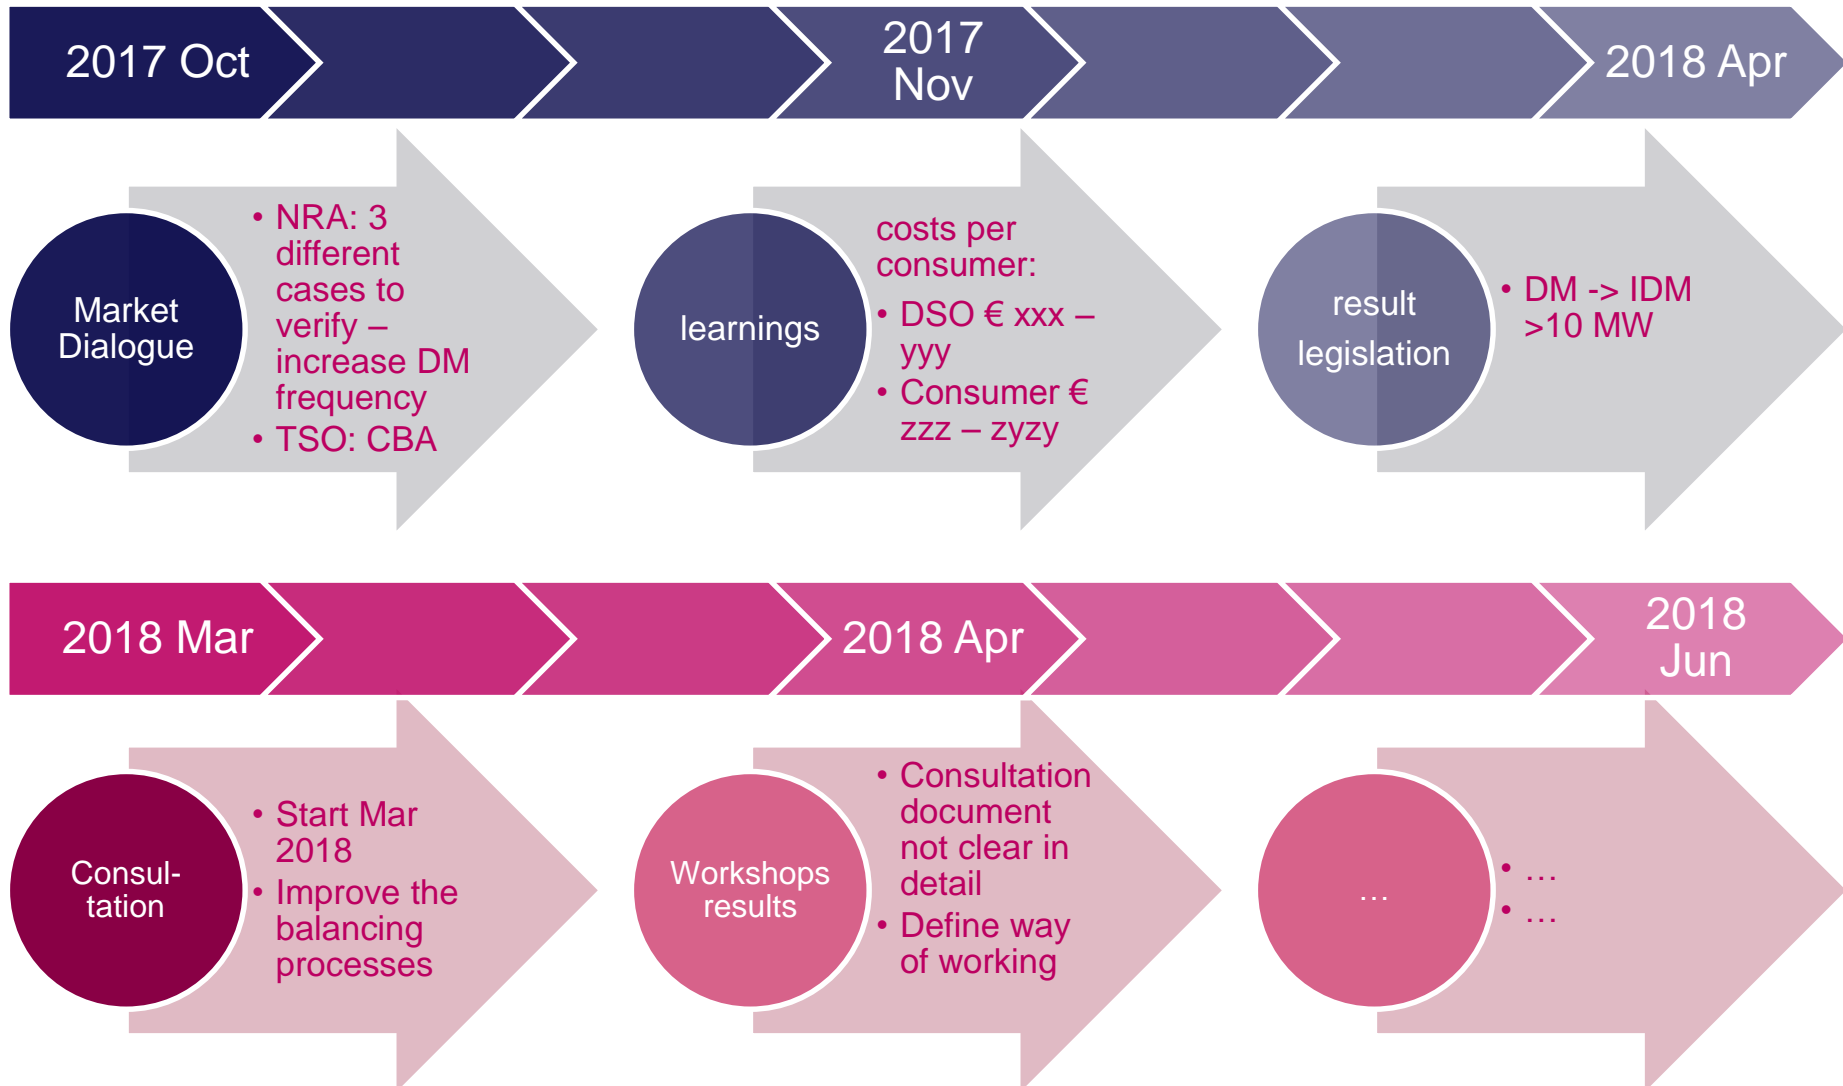 2017 Oct
2017
Nov
2018 Apr
Market
Dialogue
• NRA: 3
different
cases to
verify –
increase DM
frequency
• TSO: CBA
learnings
costs per
consumer:
• DSO € xxx –
yyy
• Consumer €
zzz – zyzy
result
legislation
• DM -> IDM
>10 MW
2018 Mar
2018 Apr
2018
Jun
Consul-
tation
• Start Mar
2018
• Improve the
balancing
processes
Workshops
results
• Consultation
document
not clear in
detail
• Define way
of working
…
• …
• …